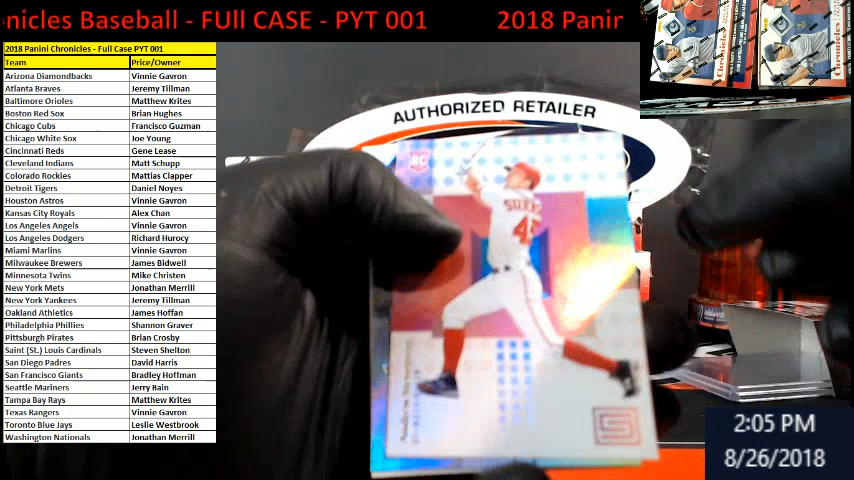 nicles Baseball - FUll CASE - PYT 001 2018 Panin
2018 Panini Chronicles - Full Case PYT 001
Team Price/Owner
Arizona Diamondbacks Vinnie Gavron
Atlanta Braves Jeremy Tillman
Baltimore Orioles Matthew Krites
Boston Red Sox Brian Hughes
Chicago Cubs Francisco Guzman
Chicago White Sox Joe Young
Cincinnati Reds Gene Lease
Cleveland Indians Matt Schupp
Colorado Rockies Mattias Clapper
Detroit Tigers Daniel Noyes
Houston Astros Vinnie Gavron
Kansas City Royals Alex Chan
Los Angeles Angels Vinnie Gavron
Los Angeles Dodgers Richard Hurocy
Miami Marlins Vinnie Gavron
Milwaukee Brewers James Bidwell
Minnesota Twins Mike Christen
New York Mets Jonathan Merrill
New York Yankees Jeremy Tillman
Oakland Athletics James Hoffan
Philadelphia Phillies Shannon Graver
Pittsburgh Pirates Brian Crosby
Saint (St.) Louis Cardinals Steven Shelton
San Diego Padres David Harris
San Francisco Giants Bradley Hoffman
Seattle Mariners Jerry Bain
Tampa Bay Rays Matthew Krites
Texas Rangers Vinnie Gavron
Toronto Blue Jays Leslie Westbrook
Washington Nationals Jonathan Merrill
AUTHORIZED RETAILER
RC
S
Chronicles
Chronicles
2:05 PM
8/26/2018